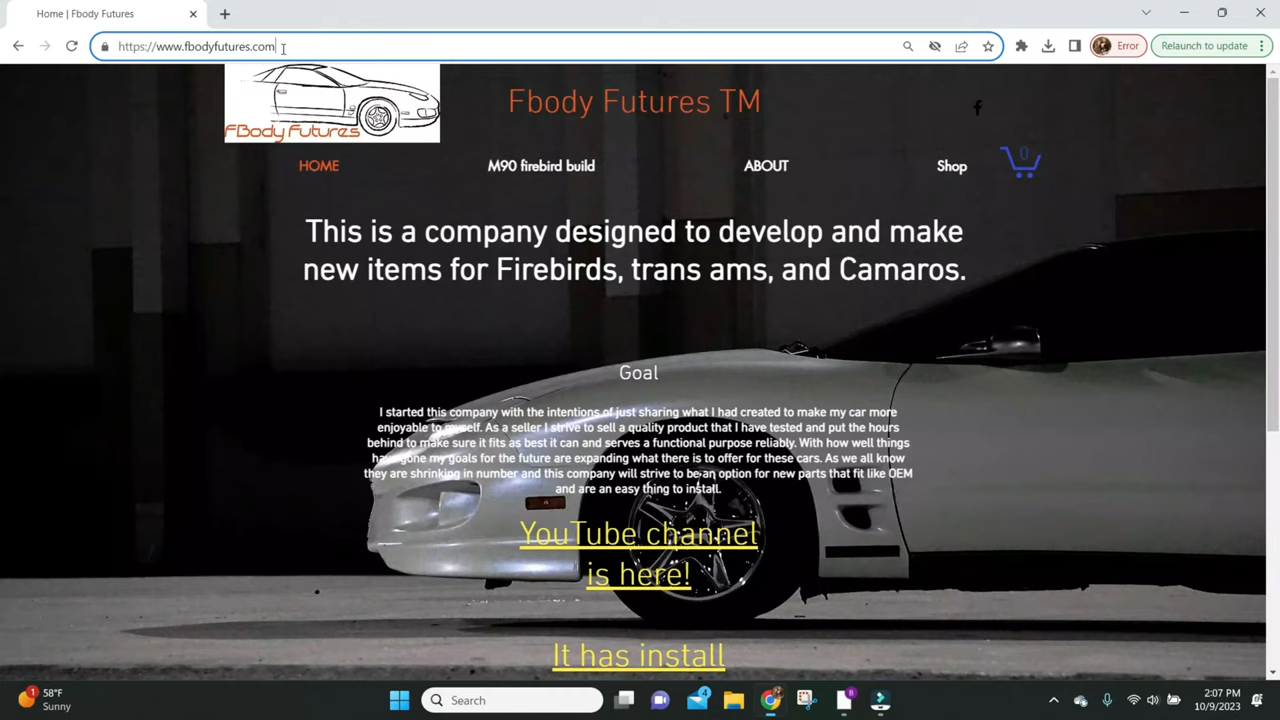 Home | Fbody Futures
https://www.fbodyfutures.com
Error
Relaunch to update
FBody Futures
Fbody Futures TM
HOME
M90 firebird build
ABOUT
Shop
0
This is a company designed to develop and make
new items for Firebirds, trans ams, and Camaros.
Goal
I started this company with the intentions of just sharing what I had created to make my car more
enjoyable to myself. As a seller I strive to sell a quality product that I have tested and put the hours
behind to make sure it fits as best it can and serves a functional purpose reliably. With how well things
have gone my goals for the future are expanding what there is to offer for these cars. As we all know
they are shrinking in number and this company will strive to be an option for new parts that fit like OEM
and are an easy thing to install.
YouTube channel
is here!
It has install
1
58°F
Sunny
Search
4
8
2:07 PM
10/9/2023